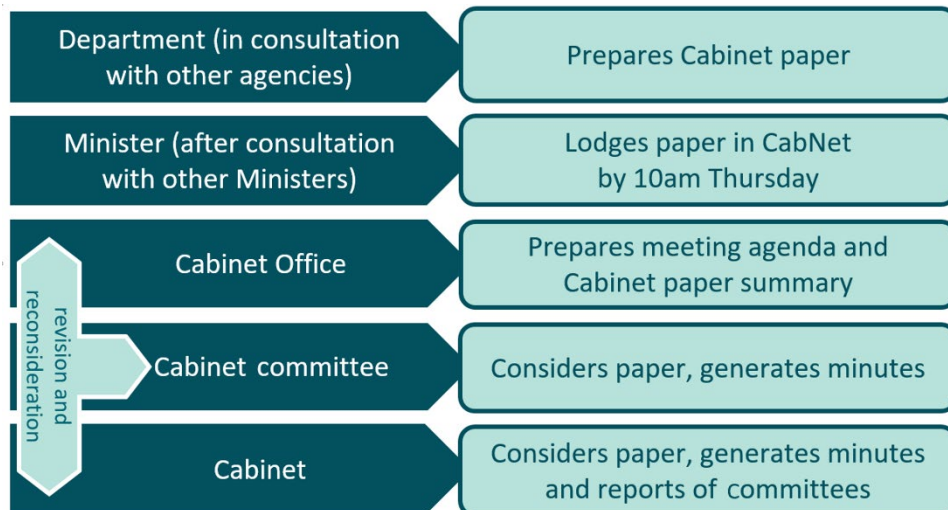 Department (in consultation
with other agencies)
Prepares Cabinet paper
Minister (after consultation
with other Ministers)
Lodges paper in CabNet
by 10am Thursday
Cabinet Office
Prepares meeting agenda and
Cabinet paper summary
revision and
reconsideration
Cabinet committee
Considers paper, generates minutes
Cabinet
Considers paper, generates minutes
and reports of committees